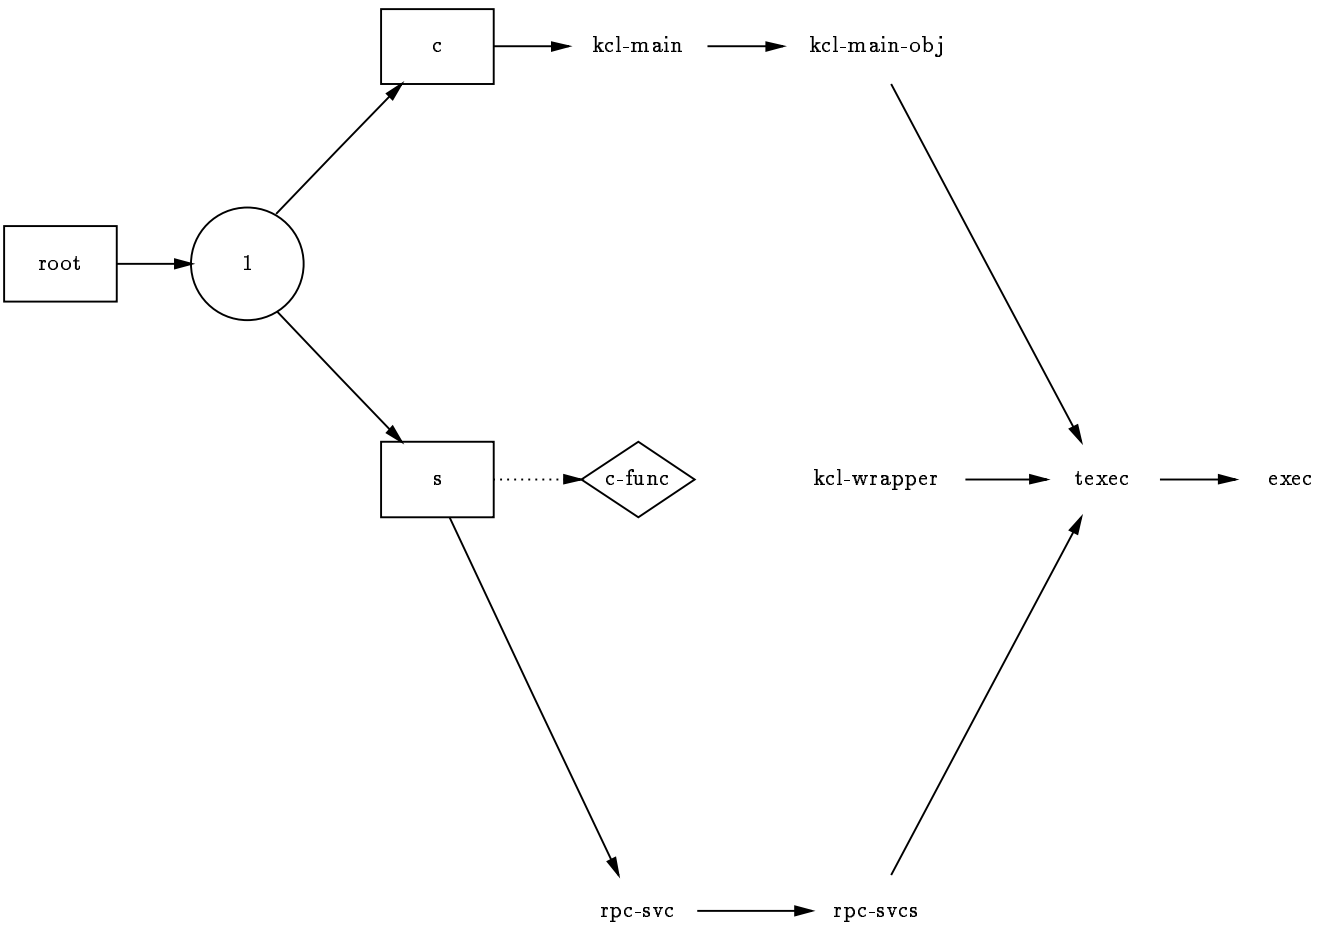 c
kcl-main
kcl-main-obj
root
1
s
c-func
kcl-wrapper
texec
exec
rpc-svc
rpc-svcs